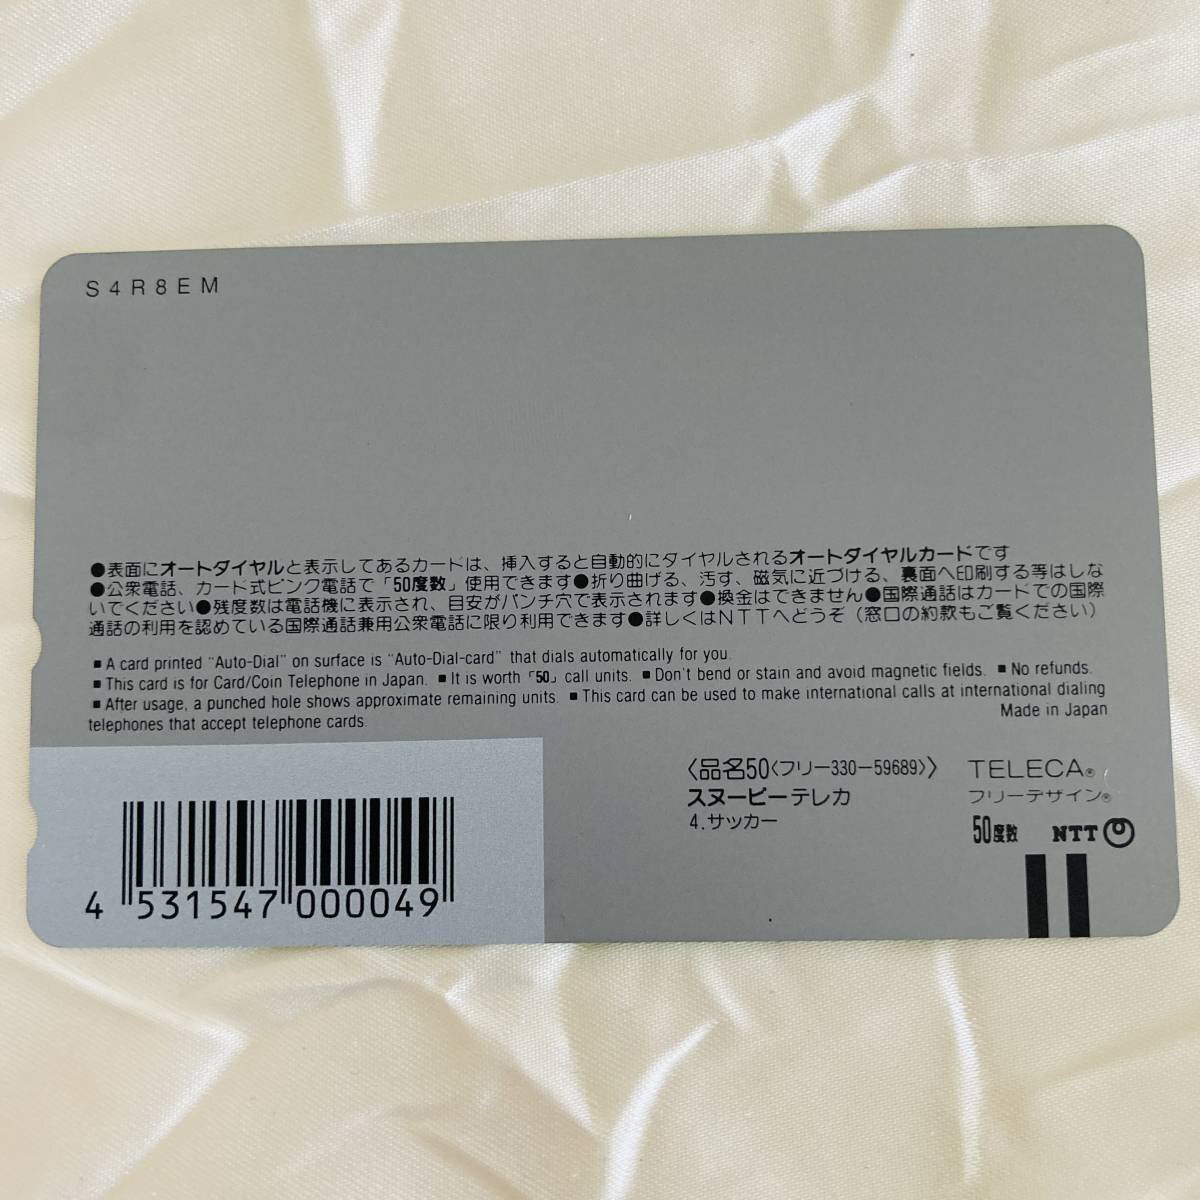 S4R8EM
●表面にオートダイヤルと表示してあるカードは、挿入すると自動的にダイヤルされるオートダイヤルカードです
●公衆電話、カード式ピンク電話で「50度数」使用できます●折り曲げる、汚す、磁気に近づける、裏面へ印刷する等はしな
いでください●残度数は電話機に表示され、目安がパンチ穴で表示されます●換金はできません●国際通話はカードでの国際
通話の利用を認めている国際通話兼用公衆電話に限り利用できます●詳しくはNTTへどうぞ(窓口の約款もご覧ください)
■ A card printed "Auto-Dial" on surface is "Auto-Dial-card" that dials automatically for you.
■ This card is for Card/Coin Telephone in Japan. ■ It is worth「50」call units. ■ Don't bend or stain and avoid magnetic fields. ■ No refunds.
■ After usage, a punched hole shows approximate remaining units. ■ This card can be used to make international calls at international dialing
telephones that accept telephone cards.
Made in Japan
〈品名50〈フリー330-59689〉〉
スヌーピーテレカ
4.サッカー
TELECA®
フリーデザイン®
50度数 NTT
4 531547 000049